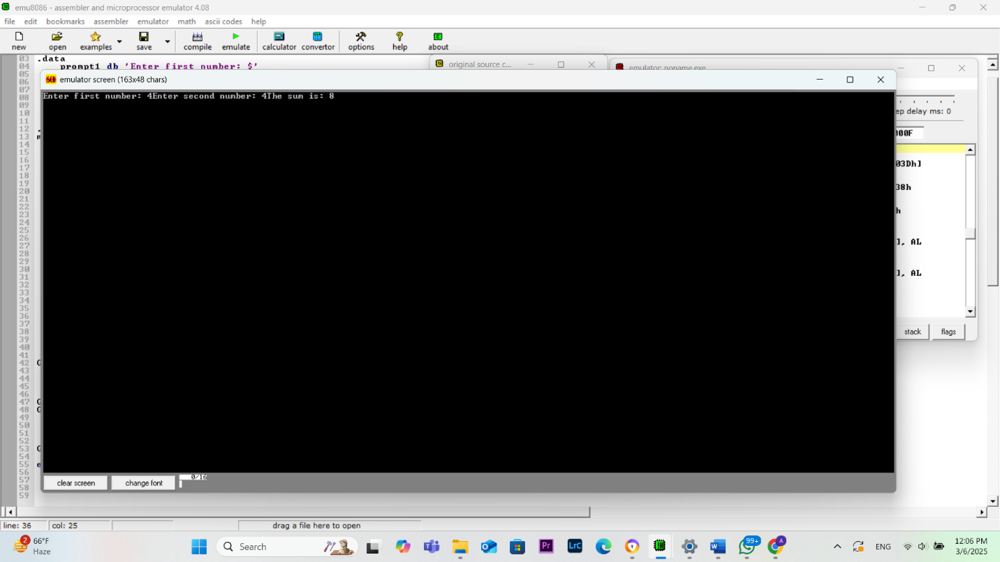 emu8086 - assembler and microprocessor emulator 4.08
file edit bookmarks assembler emulator math ascii codes help
new open examples save compile emulate calculator convertor options help about
03 .data
04 prompt1 db 'Enter first number: $'
original source c...
emulator: noname.exe
05
06
07
08
09
10
11
12 .
13 m
14
15
16
17
18
19
20
21
22
23
24
25
26
27
28
29
30
31
32
33
34
35
36
37
38
39
40
41
42 G
43
44
45
46
47 G
48 G
49
50
51
52
53 G
54
55 e
56
57
58
59
SCR emulator screen (163x48 chars)
Enter first number: 4Enter second number: 4The sum is: 8
ep delay ms: 0
000F
03Dh]
38h
h
], AL
], AL
stack flags
clear screen change font 0/16
line: 36 col: 25 drag a file here to open
2 66°F
Haze
Search
Pr
LrC
99+
A
ENG
12:06 PM
3/6/2025